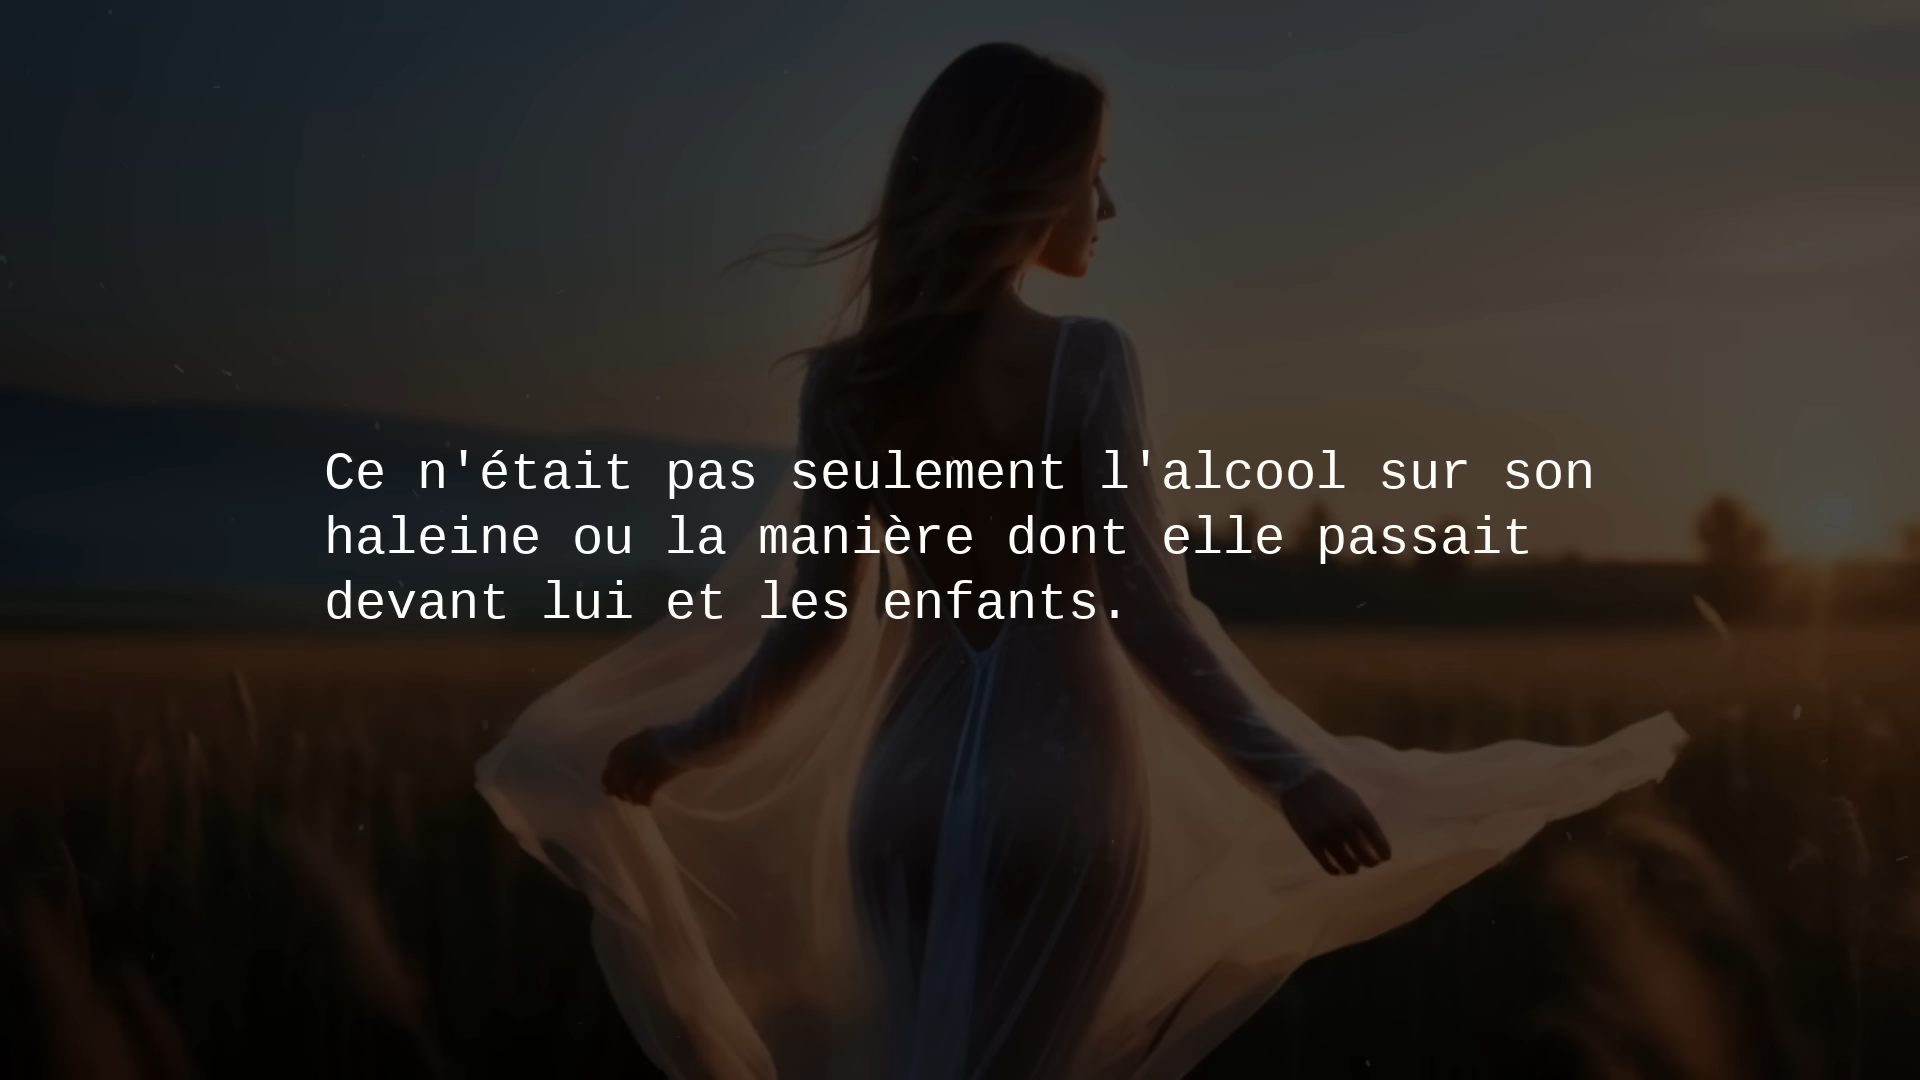 Ce n'était pas seulement l'alcool sur son
haleine ou la manière dont elle passait
devant lui et les enfants.